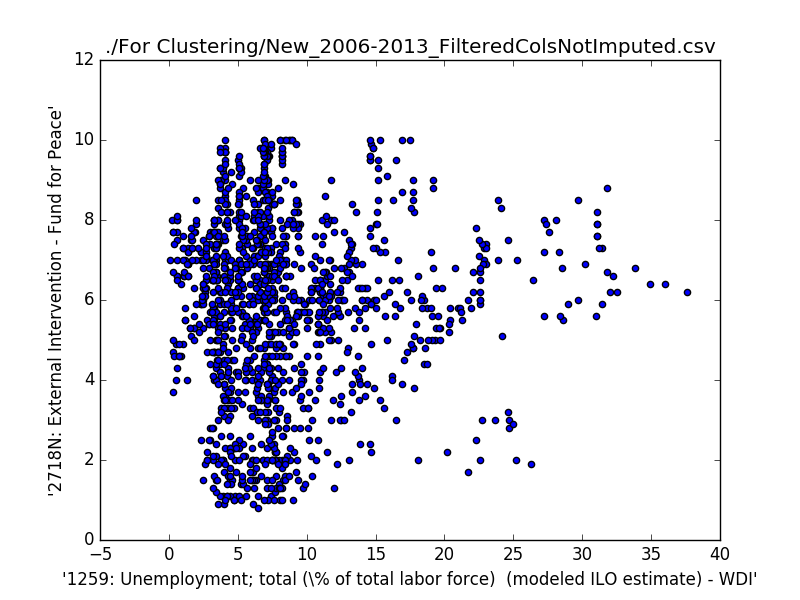 ./For Clustering/New_2006-2013_FilteredColsNotImputed.csv
12
10
8
6
4
2
0
'2718N: External Intervention - Fund for Peace'
−5 0 5 10 15 20 25 30 35 40
'1259: Unemployment; total (\% of total labor force)  (modeled ILO estimate) - WDI'